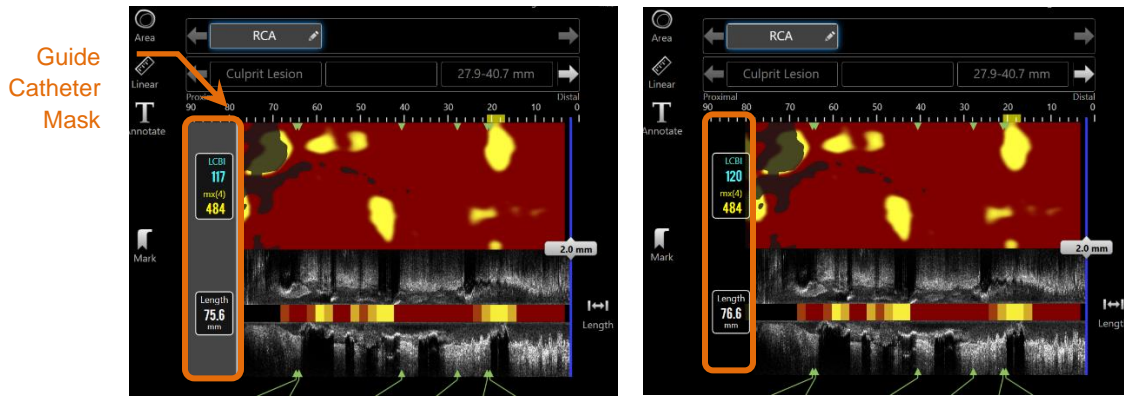 Guide
Catheter
Mask
Area
RCA
Linear
Culprit Lesion
27.9-40.7 mm
Distal
90 80 70 60 50 40 30 20 10 0
Annotate
LCBI
117
mx(4)
484
Mark
2.0 mm
Length
75.6
mm
Length
Area
RCA
Linear
Culprit Lesion
27.9-40.7 mm
Proximal
Distal
90 80 70 60 50 40 30 20 10 0
Annotate
LCBI
120
mx(4)
484
Mark
2.0 mm
Length
76.6
mm